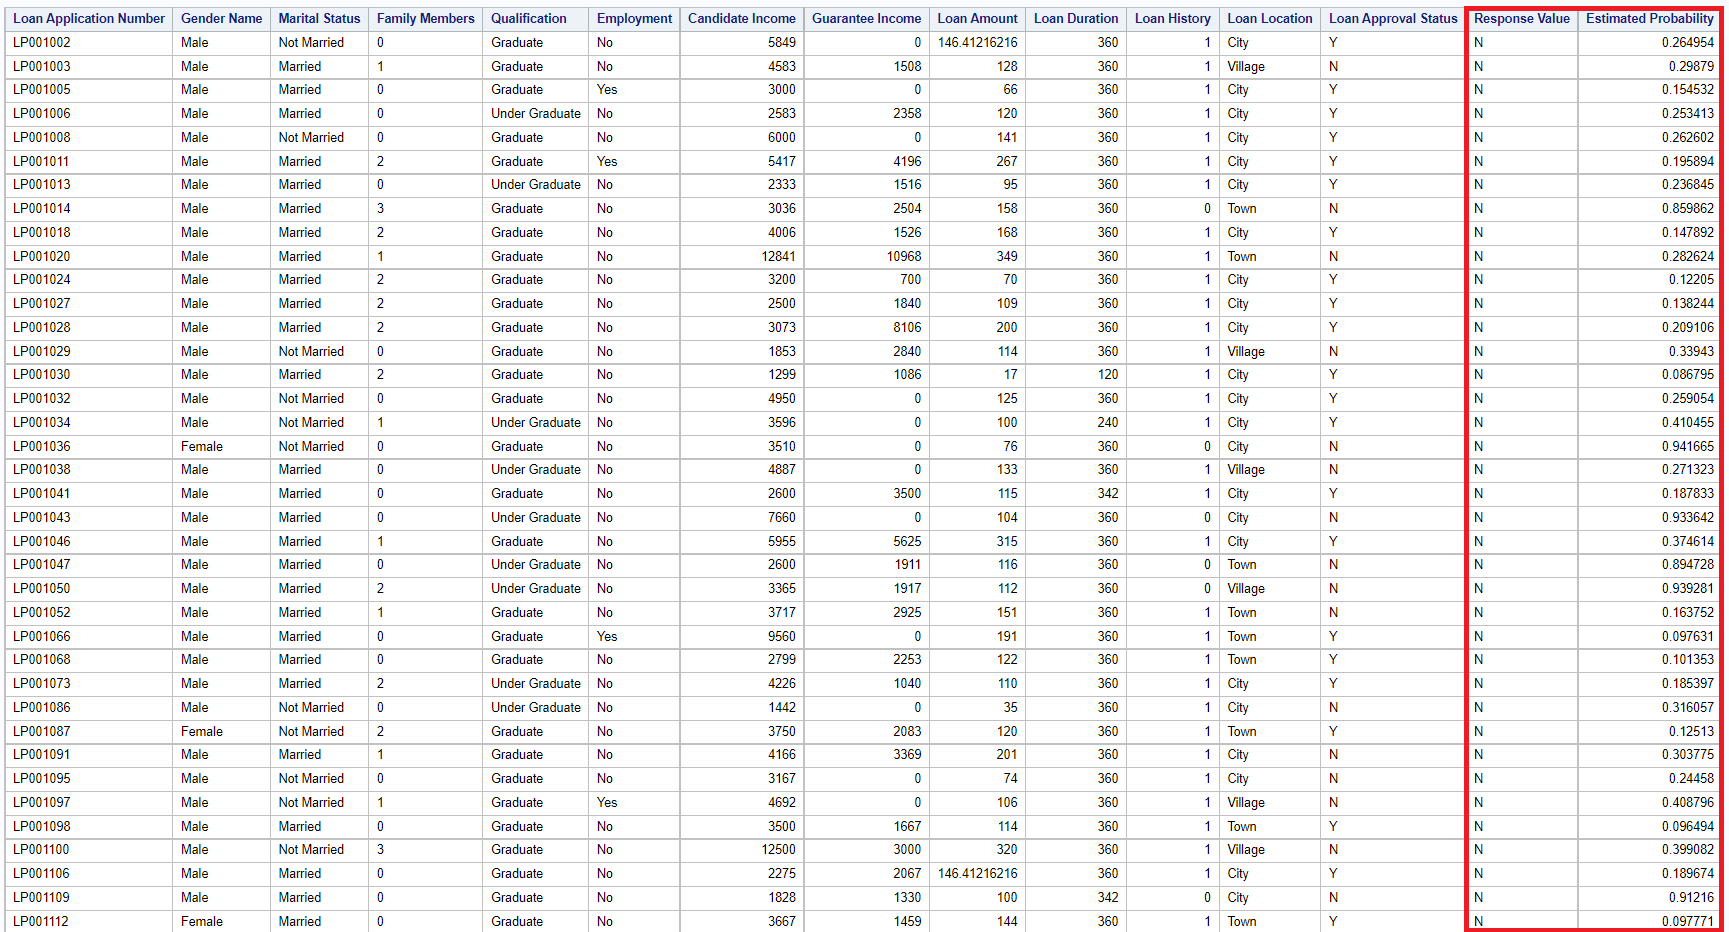 Loan Application Number Gender Name Marital Status Family Members Qualification Employment Candidate Income Guarantee Income Loan Amount Loan Duration Loan History Loan Location Loan Approval Status Response Value Estimated Probability
LP001002 Male Not Married 0 Graduate No 5849 0 146.41216216 360 1 City Y N 0.264954
LP001003 Male Married 1 Graduate No 4583 1508 128 360 1 Village N N 0.29879
LP001005 Male Married 0 Graduate Yes 3000 0 66 360 1 City Y N 0.154532
LP001006 Male Married 0 Under Graduate No 2583 2358 120 360 1 City Y N 0.253413
LP001008 Male Not Married 0 Graduate No 6000 0 141 360 1 City Y N 0.262602
LP001011 Male Married 2 Graduate Yes 5417 4196 267 360 1 City Y N 0.195894
LP001013 Male Married 0 Under Graduate No 2333 1516 95 360 1 City Y N 0.236845
LP001014 Male Married 3 Graduate No 3036 2504 158 360 0 Town N N 0.859862
LP001018 Male Married 2 Graduate No 4006 1526 168 360 1 City Y N 0.147892
LP001020 Male Married 1 Graduate No 12841 10968 349 360 1 Town N N 0.282624
LP001024 Male Married 2 Graduate No 3200 700 70 360 1 City Y N 0.12205
LP001027 Male Married 2 Graduate No 2500 1840 109 360 1 City Y N 0.138244
LP001028 Male Married 2 Graduate No 3073 8106 200 360 1 City Y N 0.209106
LP001029 Male Not Married 0 Graduate No 1853 2840 114 360 1 Village N N 0.33943
LP001030 Male Married 2 Graduate No 1299 1086 17 120 1 City Y N 0.086795
LP001032 Male Not Married 0 Graduate No 4950 0 125 360 1 City Y N 0.259054
LP001034 Male Not Married 1 Under Graduate No 3596 0 100 240 1 City Y N 0.410455
LP001036 Female Not Married 0 Graduate No 3510 0 76 360 0 City N N 0.941665
LP001038 Male Married 0 Under Graduate No 4887 0 133 360 1 Village N N 0.271323
LP001041 Male Married 0 Graduate No 2600 3500 115 342 1 City Y N 0.187833
LP001043 Male Married 0 Under Graduate No 7660 0 104 360 0 City N N 0.933642
LP001046 Male Married 1 Graduate No 5955 5625 315 360 1 City Y N 0.374614
LP001047 Male Married 0 Under Graduate No 2600 1911 116 360 0 Town N N 0.894728
LP001050 Male Married 2 Under Graduate No 3365 1917 112 360 0 Village N N 0.939281
LP001052 Male Married 1 Graduate No 3717 2925 151 360 1 Town N N 0.163752
LP001066 Male Married 0 Graduate Yes 9560 0 191 360 1 Town Y N 0.097631
LP001068 Male Married 0 Graduate No 2799 2253 122 360 1 Town Y N 0.101353
LP001073 Male Married 2 Under Graduate No 4226 1040 110 360 1 City Y N 0.185397
LP001086 Male Not Married 0 Under Graduate No 1442 0 35 360 1 City N N 0.316057
LP001087 Female Not Married 2 Graduate No 3750 2083 120 360 1 Town Y N 0.12513
LP001091 Male Married 1 Graduate No 4166 3369 201 360 1 City N N 0.303775
LP001095 Male Not Married 0 Graduate No 3167 0 74 360 1 City N N 0.24458
LP001097 Male Not Married 1 Graduate Yes 4692 0 106 360 1 Village N N 0.408796
LP001098 Male Married 0 Graduate No 3500 1667 114 360 1 Town Y N 0.096494
LP001100 Male Not Married 3 Graduate No 12500 3000 320 360 1 Village N N 0.399082
LP001106 Male Married 0 Graduate No 2275 2067 146.41216216 360 1 City Y N 0.189674
LP001109 Male Married 0 Graduate No 1828 1330 100 342 0 City N N 0.91216
LP001112 Female Married 0 Graduate No 3667 1459 144 360 1 Town Y N 0.097771